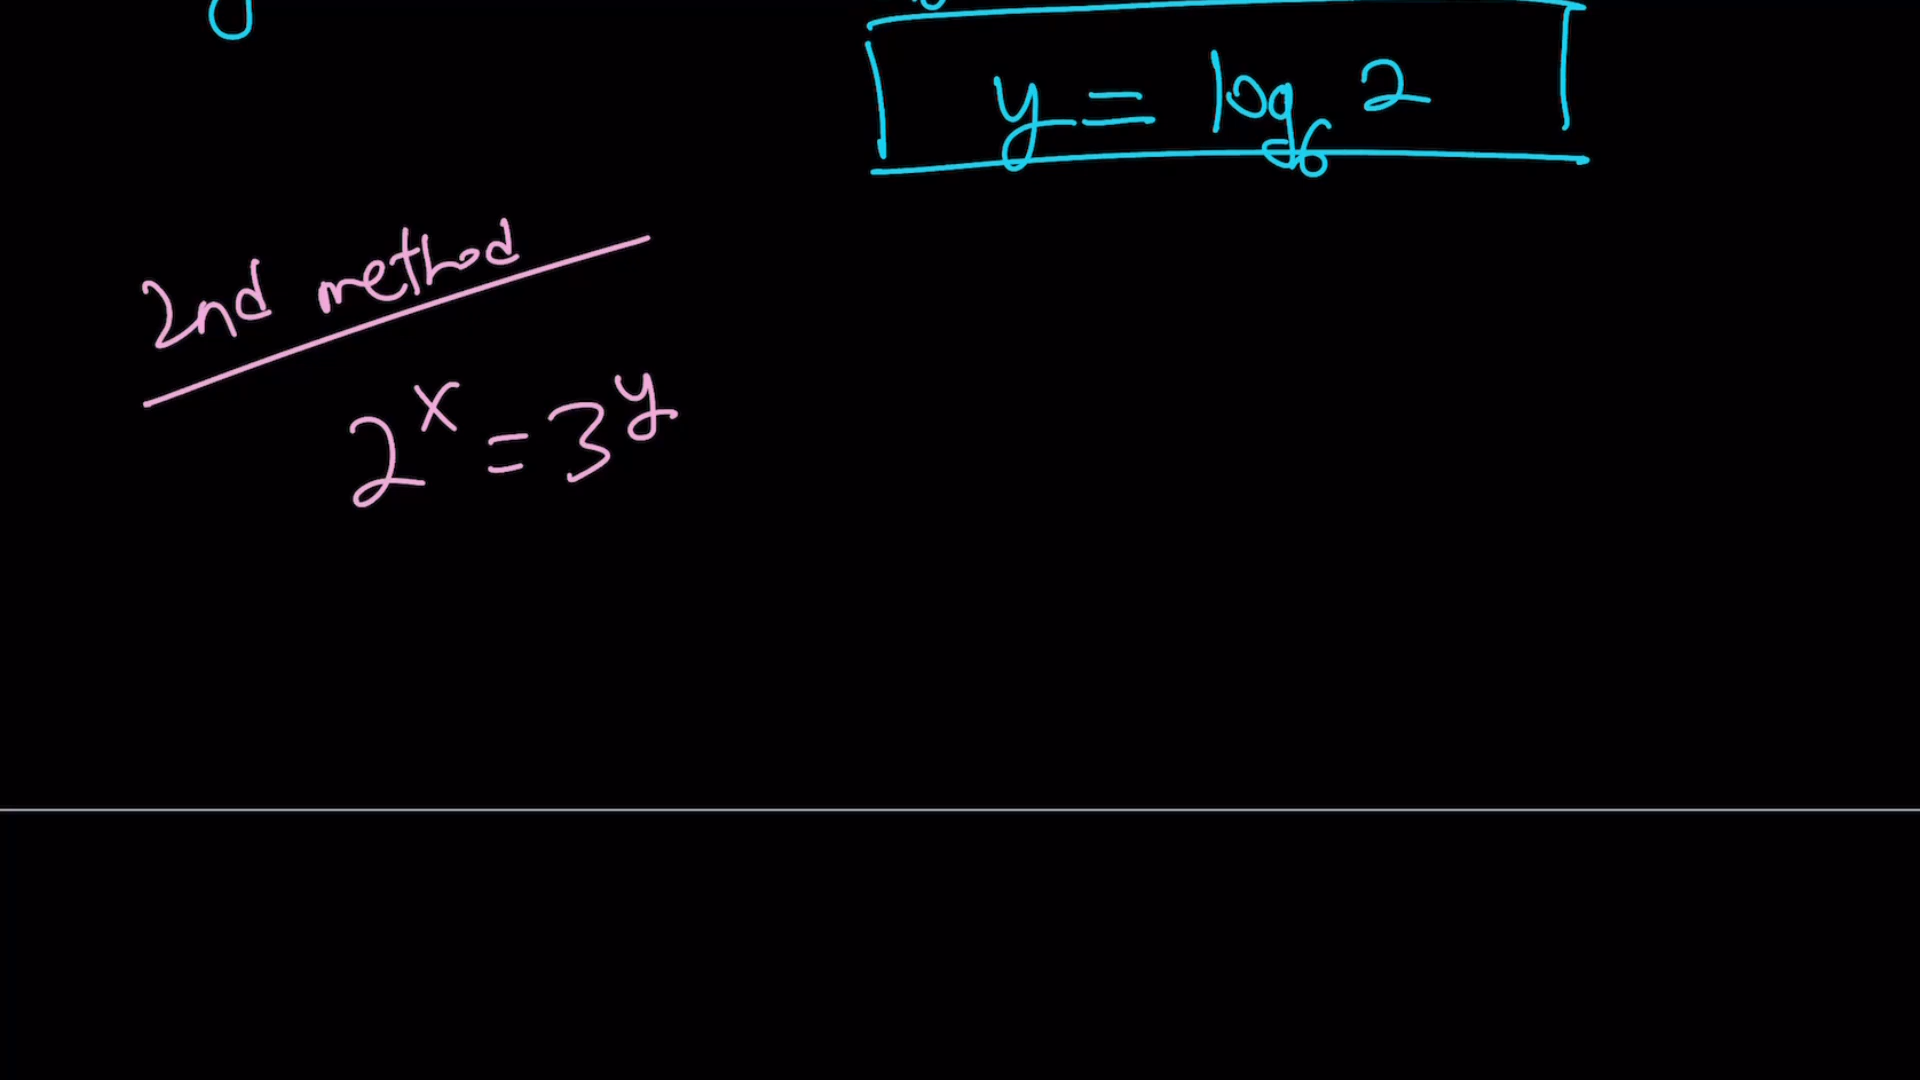 y = log₆ 2
2nd method
2ˣ = 3ʸ